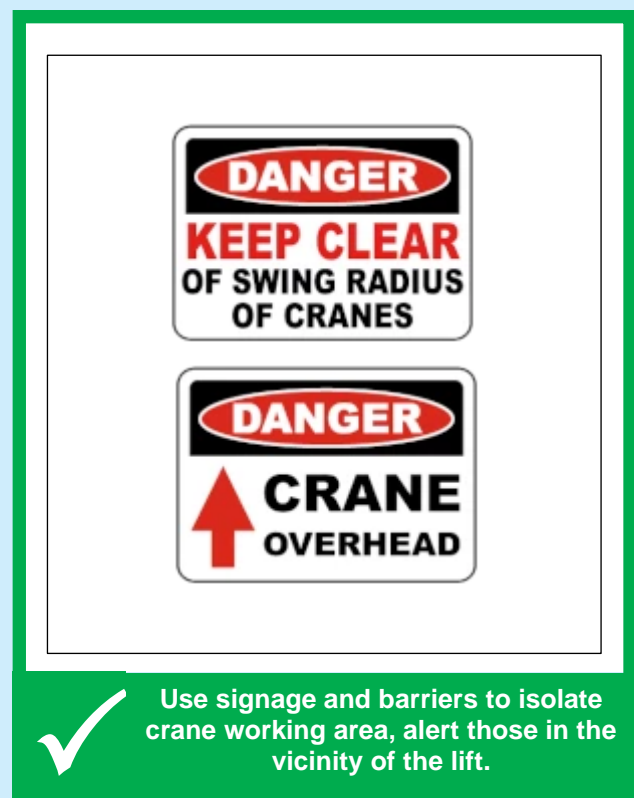 DANGER
KEEP CLEAR
OF SWING RADIUS
OF CRANES
DANGER
CRANE
OVERHEAD
Use signage and barriers to isolate
crane working area, alert those in the
vicinity of the lift.